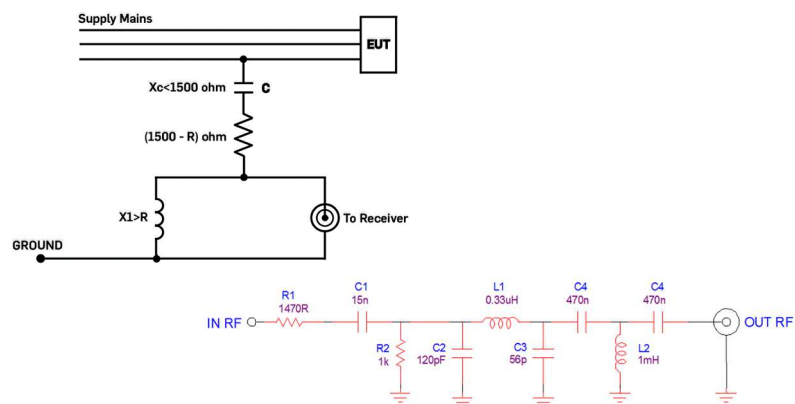 Supply Mains
EUT
Xc<1500 ohm
C
(1500 - R) ohm
X1>R
To Receiver
GROUND
R1
1470R
C1
15n
L1
0.33uH
C4
470n
C4
470n
IN RF
OUT RF
R2
1k
C2
120pF
C3
56p
L2
1mH